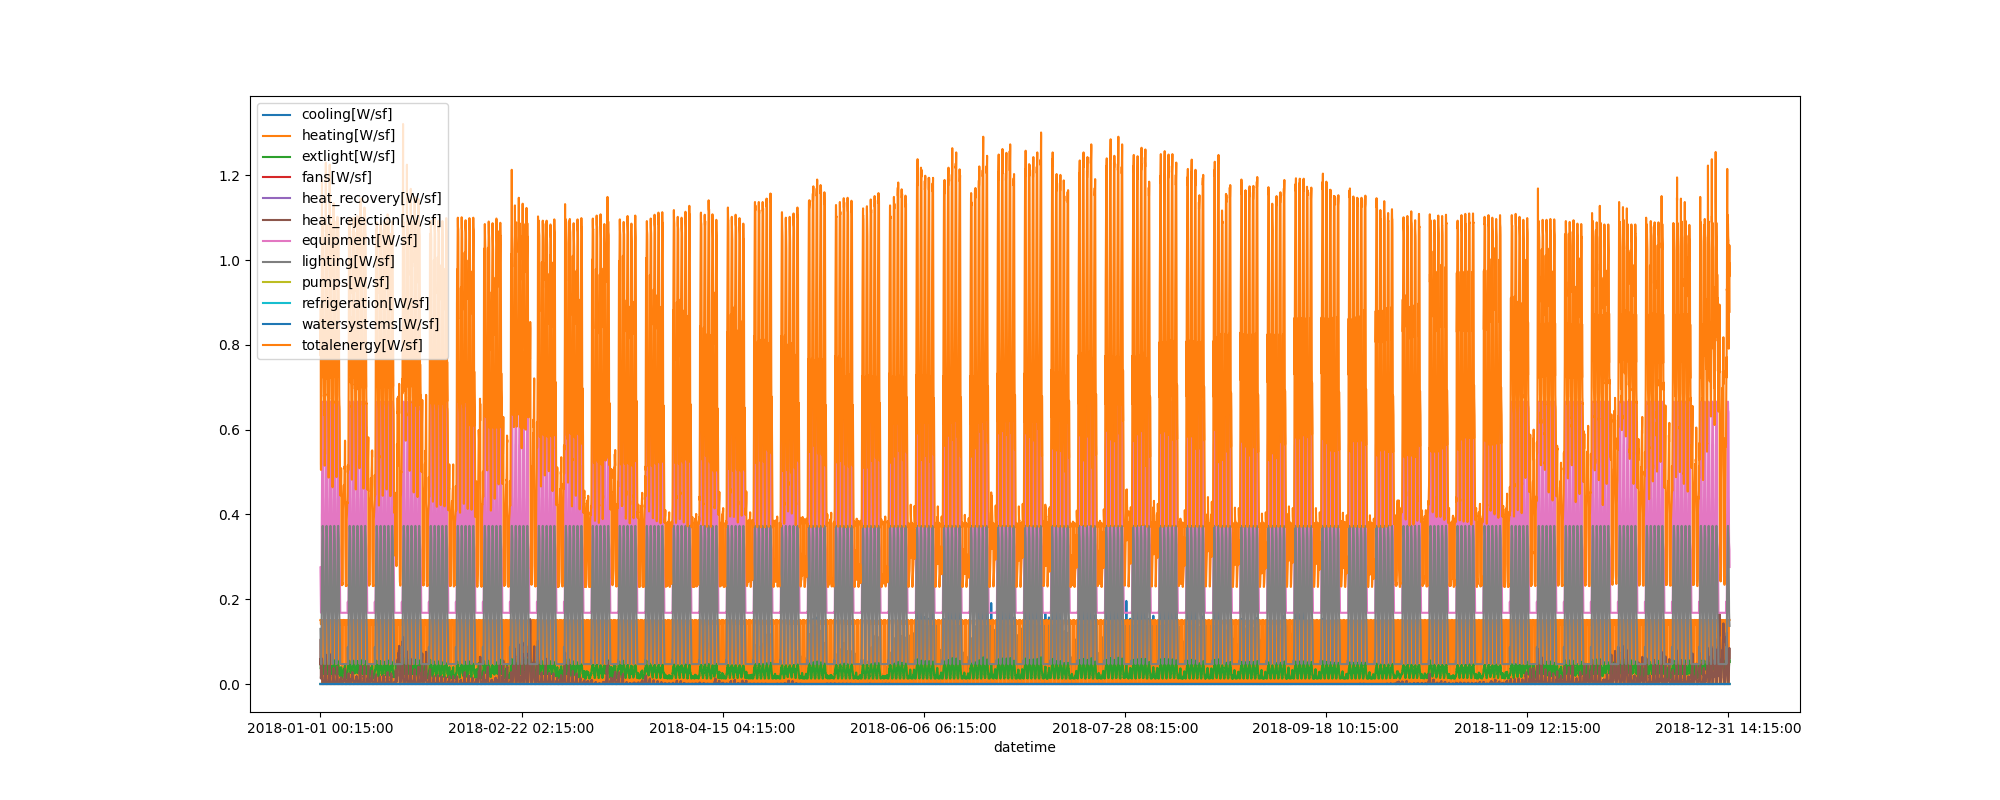 cooling[W/sf]
heating[W/sf]
extlight[W/sf]
fans[W/sf]
heat_recovery[W/sf]
heat_rejection[W/sf]
equipment[W/sf]
lighting[W/sf]
pumps[W/sf]
refrigeration[W/sf]
watersystems[W/sf]
totalenergy[W/sf]
1.2
1.0
0.8
0.6
0.4
0.2
0.0
2018-01-01 00:15:00 2018-02-22 02:15:00 2018-04-15 04:15:00 2018-06-06 06:15:00 2018-07-28 08:15:00 2018-09-18 10:15:00 2018-11-09 12:15:00 2018-12-31 14:15:00
datetime